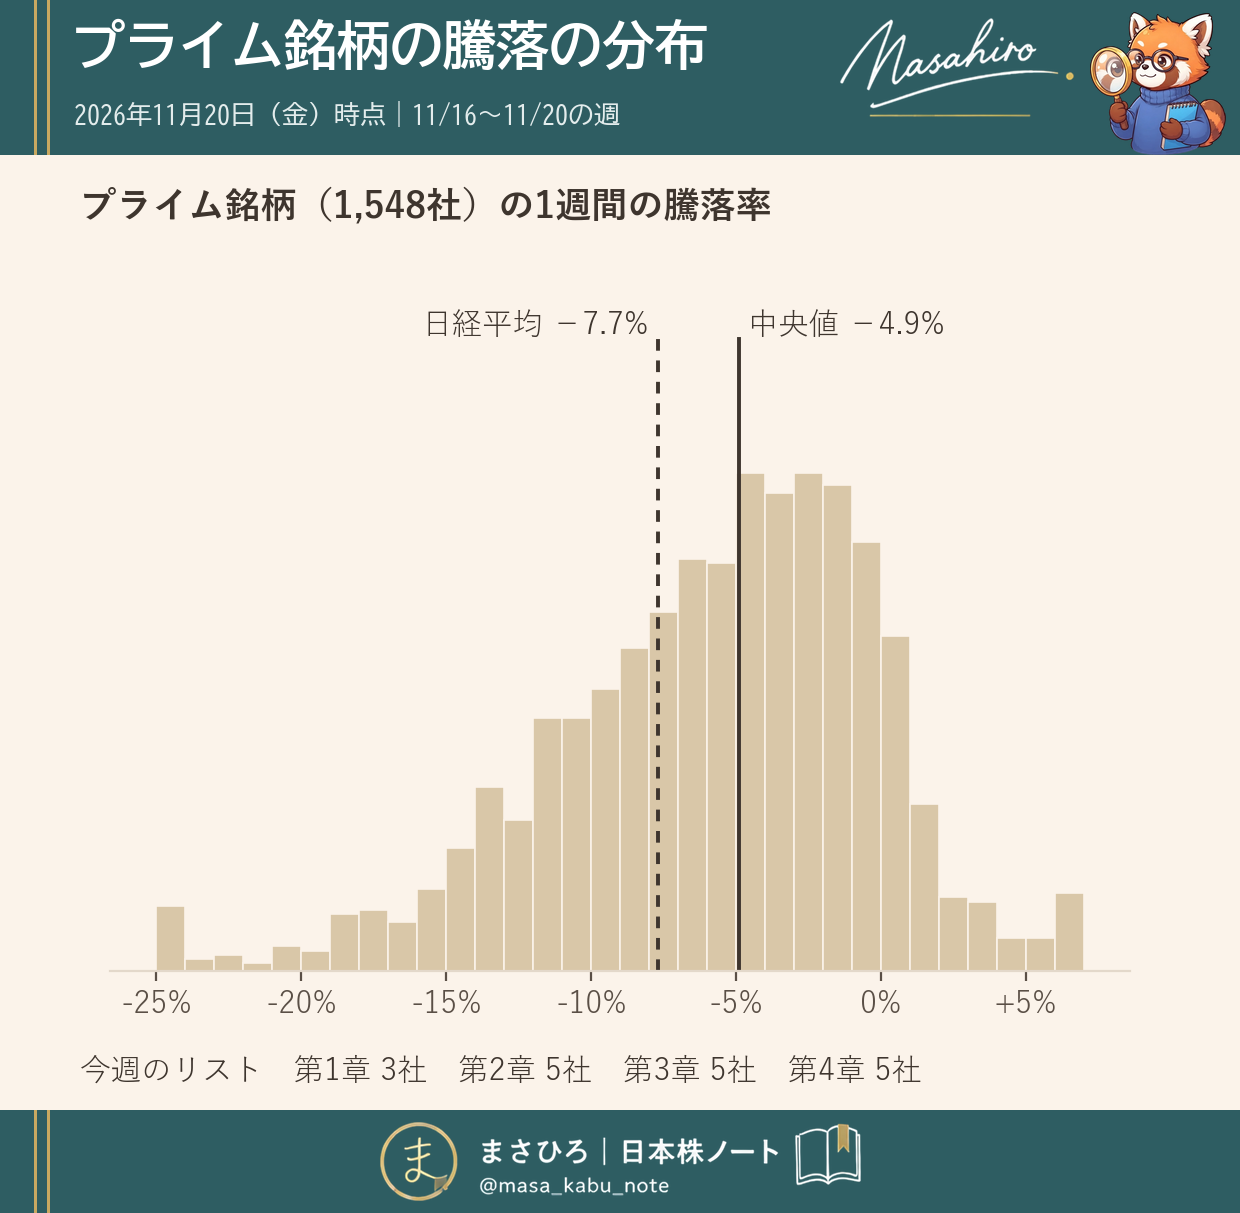 プライム銘柄の騰落の分布
Masahiro
2026年11月20日（金）時点｜11/16〜11/20の週
プライム銘柄（1,548社）の1週間の騰落率
日経平均 －7.7%
中央値 －4.9%
-25% -20% -15% -10% -5% 0% +5%
今週のリスト　第1章 3社　第2章 5社　第3章 5社　第4章 5社
ま
まさひろ｜日本株ノート
@masa_kabu_note